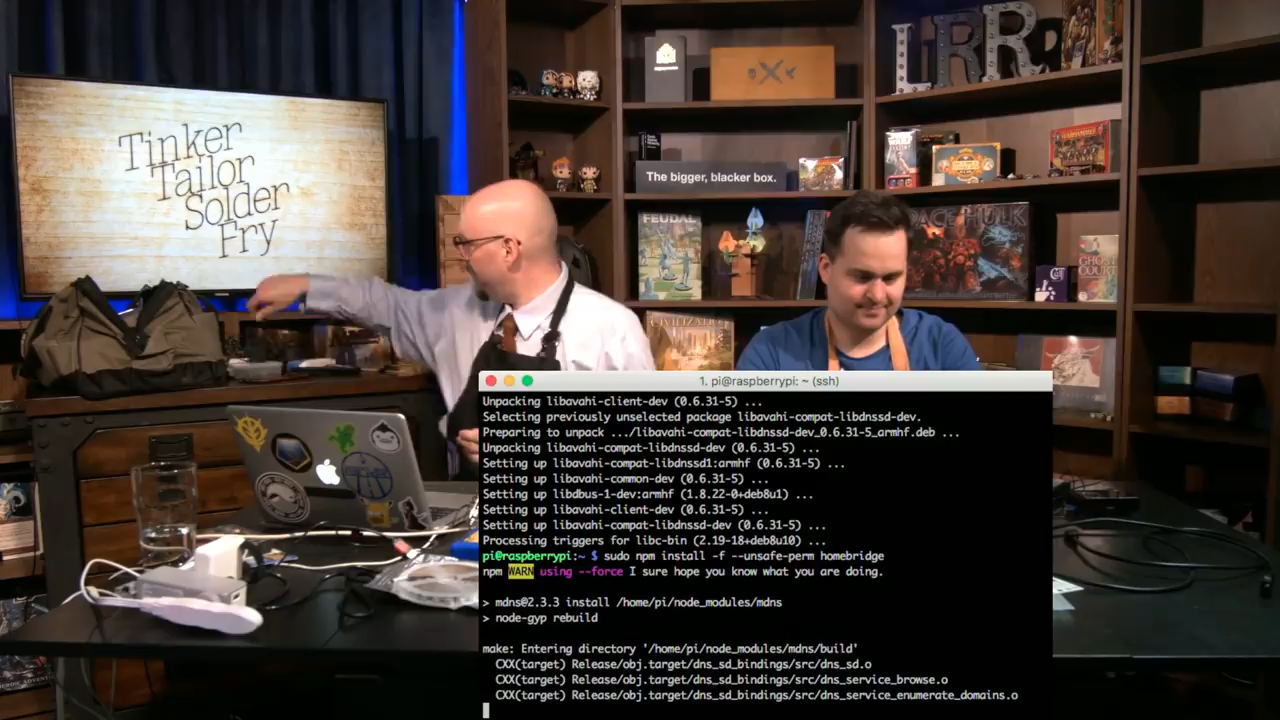 LRR
Tinker
Tailor
Solder
Fry
The bigger, blacker box.
FEUDAL
SPACE HULK
GHOST
COURT
CIVILIZATION
1. pi@raspberrypi: ~ (ssh)
Unpacking libavahi-client-dev (0.6.31-5) ...
Selecting previously unselected package libavahi-compat-libdnssd-dev.
Preparing to unpack .../libavahi-compat-libdnssd-dev_0.6.31-5_armhf.deb ...
Unpacking libavahi-compat-libdnssd-dev (0.6.31-5) ...
Setting up libavahi-compat-libdnssd1:armhf (0.6.31-5) ...
Setting up libavahi-common-dev (0.6.31-5) ...
Setting up libdbus-1-dev:armhf (1.8.22-0+deb8u1) ...
Setting up libavahi-client-dev (0.6.31-5) ...
Setting up libavahi-compat-libdnssd-dev (0.6.31-5) ...
Processing triggers for libc-bin (2.19-18+deb8u10) ...
pi@raspberrypi:~ $ sudo npm install -f --unsafe-perm homebridge
npm WARN using --force I sure hope you know what you are doing.
> mdns@2.3.3 install /home/pi/node_modules/mdns
> node-gyp rebuild
make: Entering directory '/home/pi/node_modules/mdns/build'
CXX(target) Release/obj.target/dns_sd_bindings/src/dns_sd.o
CXX(target) Release/obj.target/dns_sd_bindings/src/dns_service_browse.o
CXX(target) Release/obj.target/dns_sd_bindings/src/dns_service_enumerate_domains.o